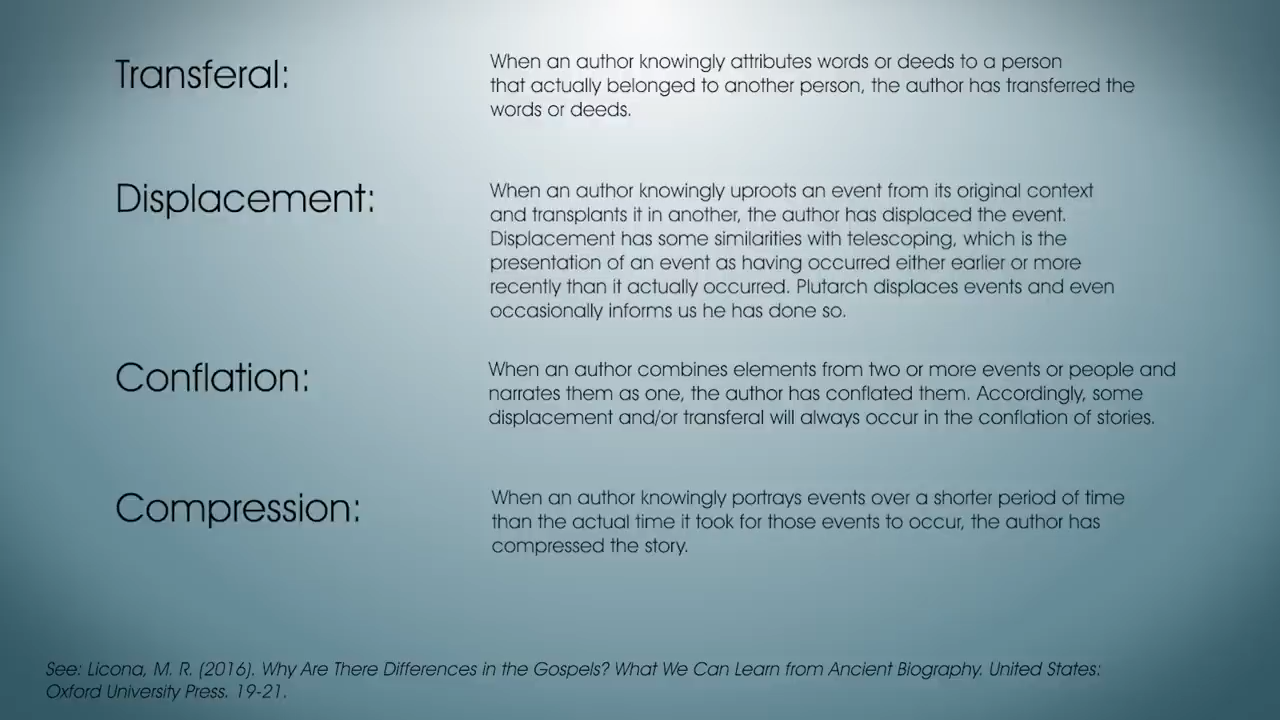 Transferal:
When an author knowingly attributes words or deeds to a person
that actually belonged to another person, the author has transferred the
words or deeds.
Displacement:
When an author knowingly uproots an event from its original context
and transplants it in another, the author has displaced the event.
Displacement has some similarities with telescoping, which is the
presentation of an event as having occurred either earlier or more
recently than it actually occurred. Plutarch displaces events and even
occasionally informs us he has done so.
Conflation:
When an author combines elements from two or more events or people and
narrates them as one, the author has conflated them. Accordingly, some
displacement and/or transferal will always occur in the conflation of stories.
Compression:
When an author knowingly portrays events over a shorter period of time
than the actual time it took for those events to occur, the author has
compressed the story.
See: Licona, M. R. (2016). Why Are There Differences in the Gospels? What We Can Learn from Ancient Biography. United States:
Oxford University Press. 19-21.